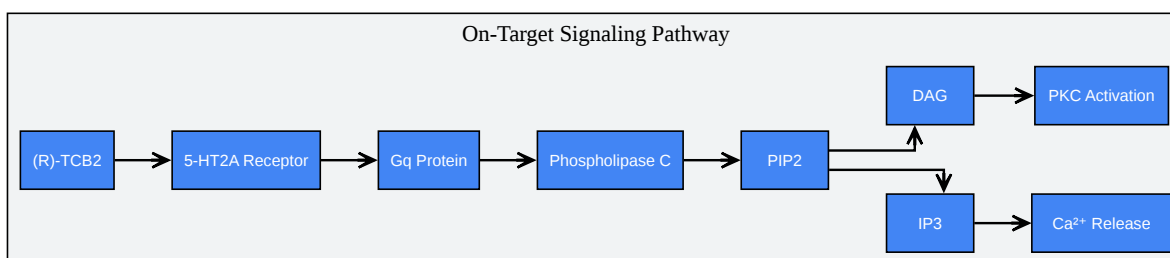 On-Target Signaling Pathway
(R)-TCB2
5-HT2A Receptor
Gq Protein
Phospholipase C
PIP2
DAG
PKC Activation
IP3
Ca²⁺ Release